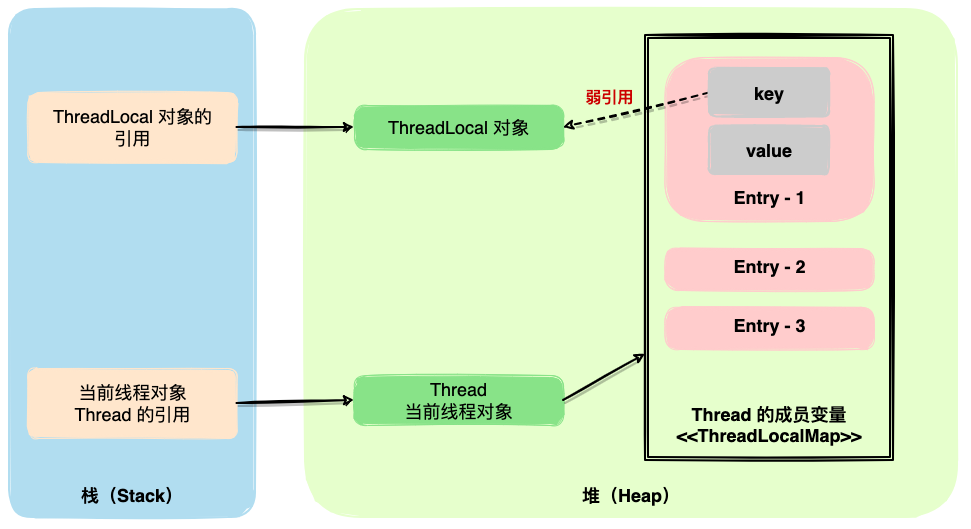 ThreadLocal 对象的
引用
ThreadLocal 对象
弱引用
key
value
Entry - 1
Entry - 2
Entry - 3
当前线程对象
Thread 的引用
Thread
当前线程对象
Thread 的成员变量
<<ThreadLocalMap>>
栈（Stack）
堆（Heap）